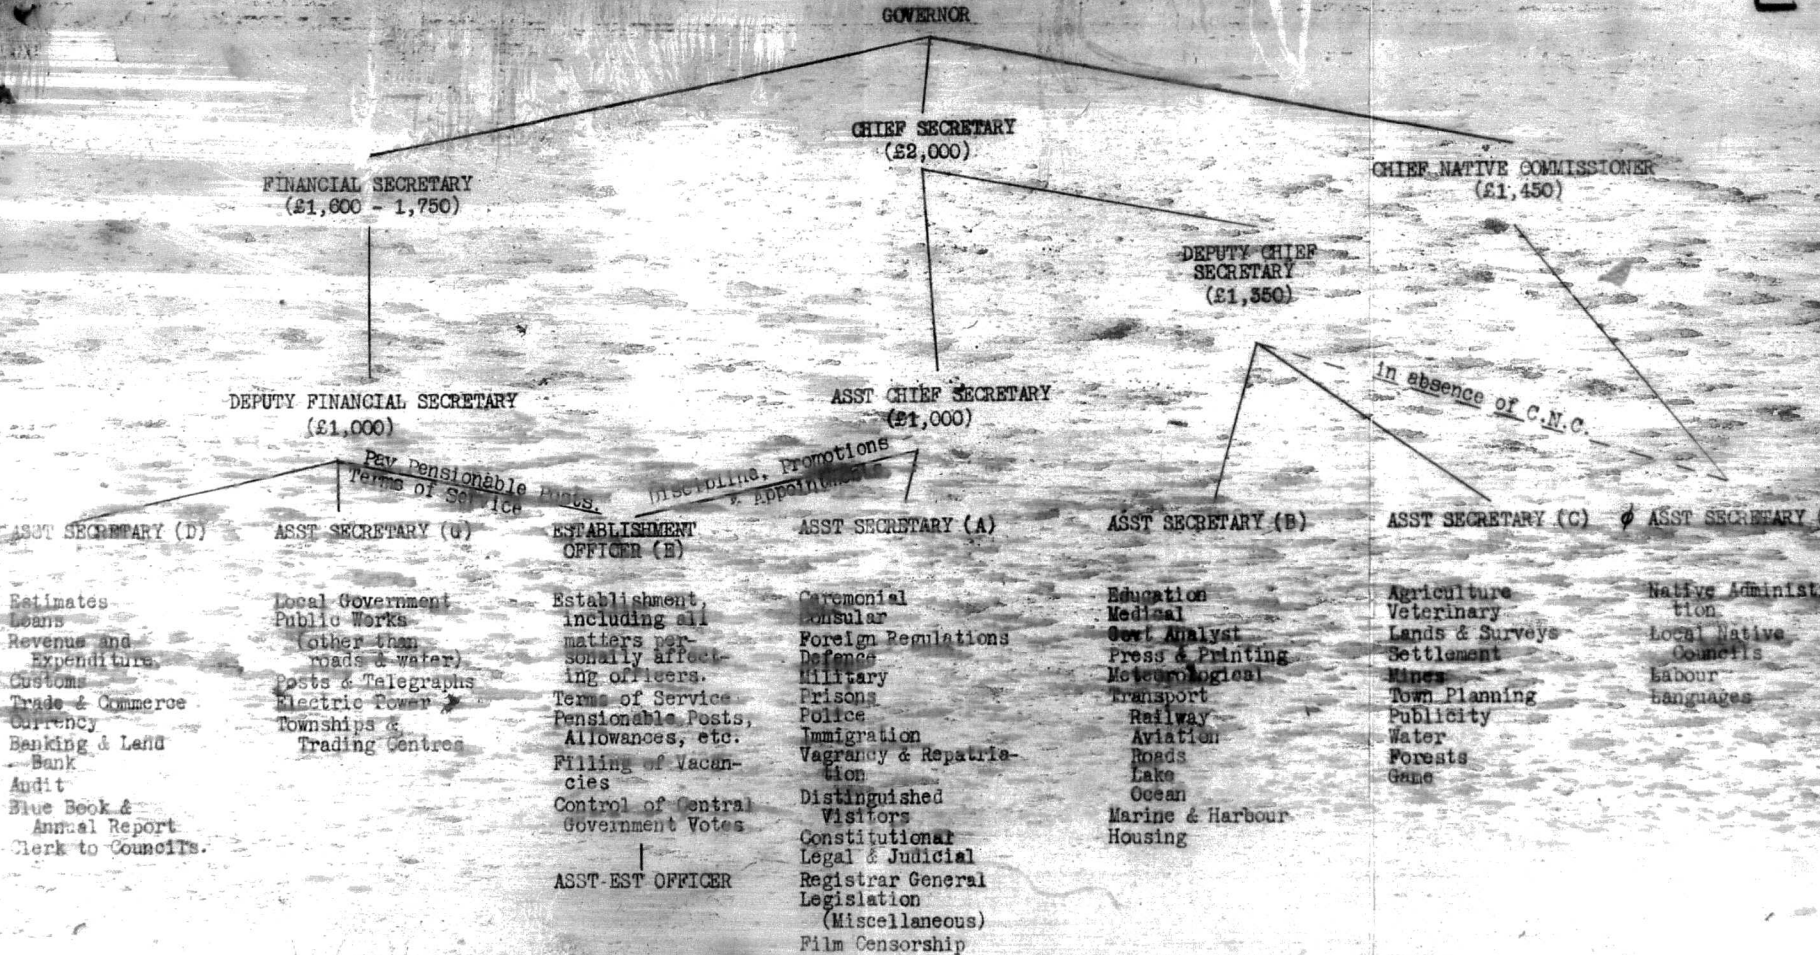 GOVERNOR
CHIEF SECRETARY
(£2,000)
FINANCIAL SECRETARY
(£1,600 - 1,750)
CHIEF NATIVE COMMISSIONER
(£1,450)
DEPUTY CHIEF
SECRETARY
(£1,350)
DEPUTY FINANCIAL SECRETARY
(£1,000)
ASST CHIEF SECRETARY
(£1,000)
in absence of C.N.C.
Pay Pensionable Posts.
Terms of Service
Discipline, Promotions
& Appointments
ASST SECRETARY (D)
Estimates
Loans
Revenue and
Expenditure
Customs
Trade & Commerce
Currency
Banking & Land
Bank
Audit
Blue Book &
Annual Report
Clerk to Councils.
ASST SECRETARY (G)
Local Government
Public Works
(other than
roads & water)
Posts & Telegraphs
Electric Power
Townships &
Trading Centres
ESTABLISHMENT
OFFICER (E)
Establishment,
including all
matters per-
sonally affect-
ing officers.
Terms of Service
Pensionable Posts,
Allowances, etc.
Filling of Vacan-
cies
Control of Central
Government Votes
ASST-EST OFFICER
ASST SECRETARY (A)
Ceremonial
Consular
Foreign Regulations
Defence
Military
Prisons
Police
Immigration
Vagrancy & Repatria-
tion
Distinguished
Visitors
Constitutional
Legal & Judicial
Registrar General
Legislation
(Miscellaneous)
Film Censorship
ASST SECRETARY (B)
Education
Medical
Govt Analyst
Press & Printing
Meteorological
Transport
Railway
Aviation
Roads
Lake
Ocean
Marine & Harbour
Housing
ASST SECRETARY (C)
Agriculture
Veterinary
Lands & Surveys
Settlement
Mines
Town Planning
Publicity
Water
Forests
Game
ø ASST SECRETARY
Native Administ
tion
Local Native
Councils
Labour
Languages